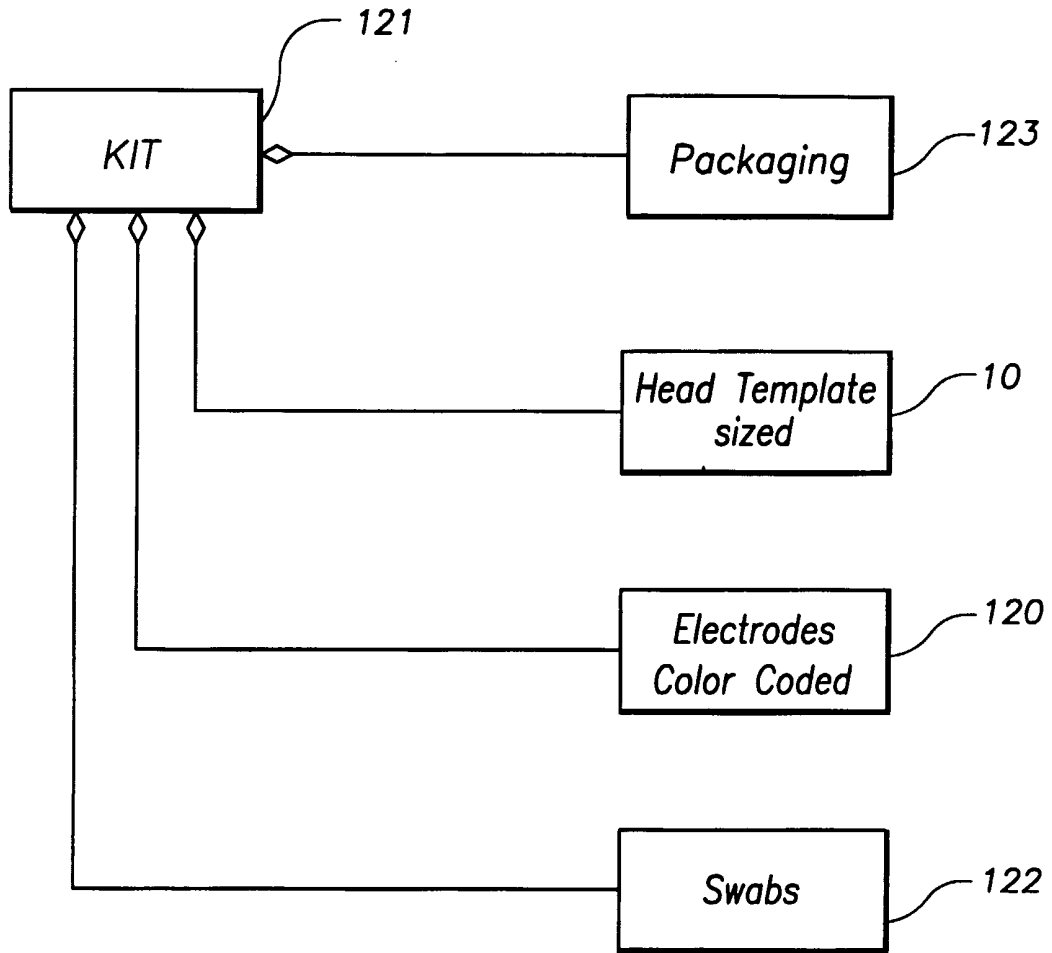 121
KIT
Packaging
123
Head Template
sized
10
Electrodes
Color Coded
120
Swabs
122